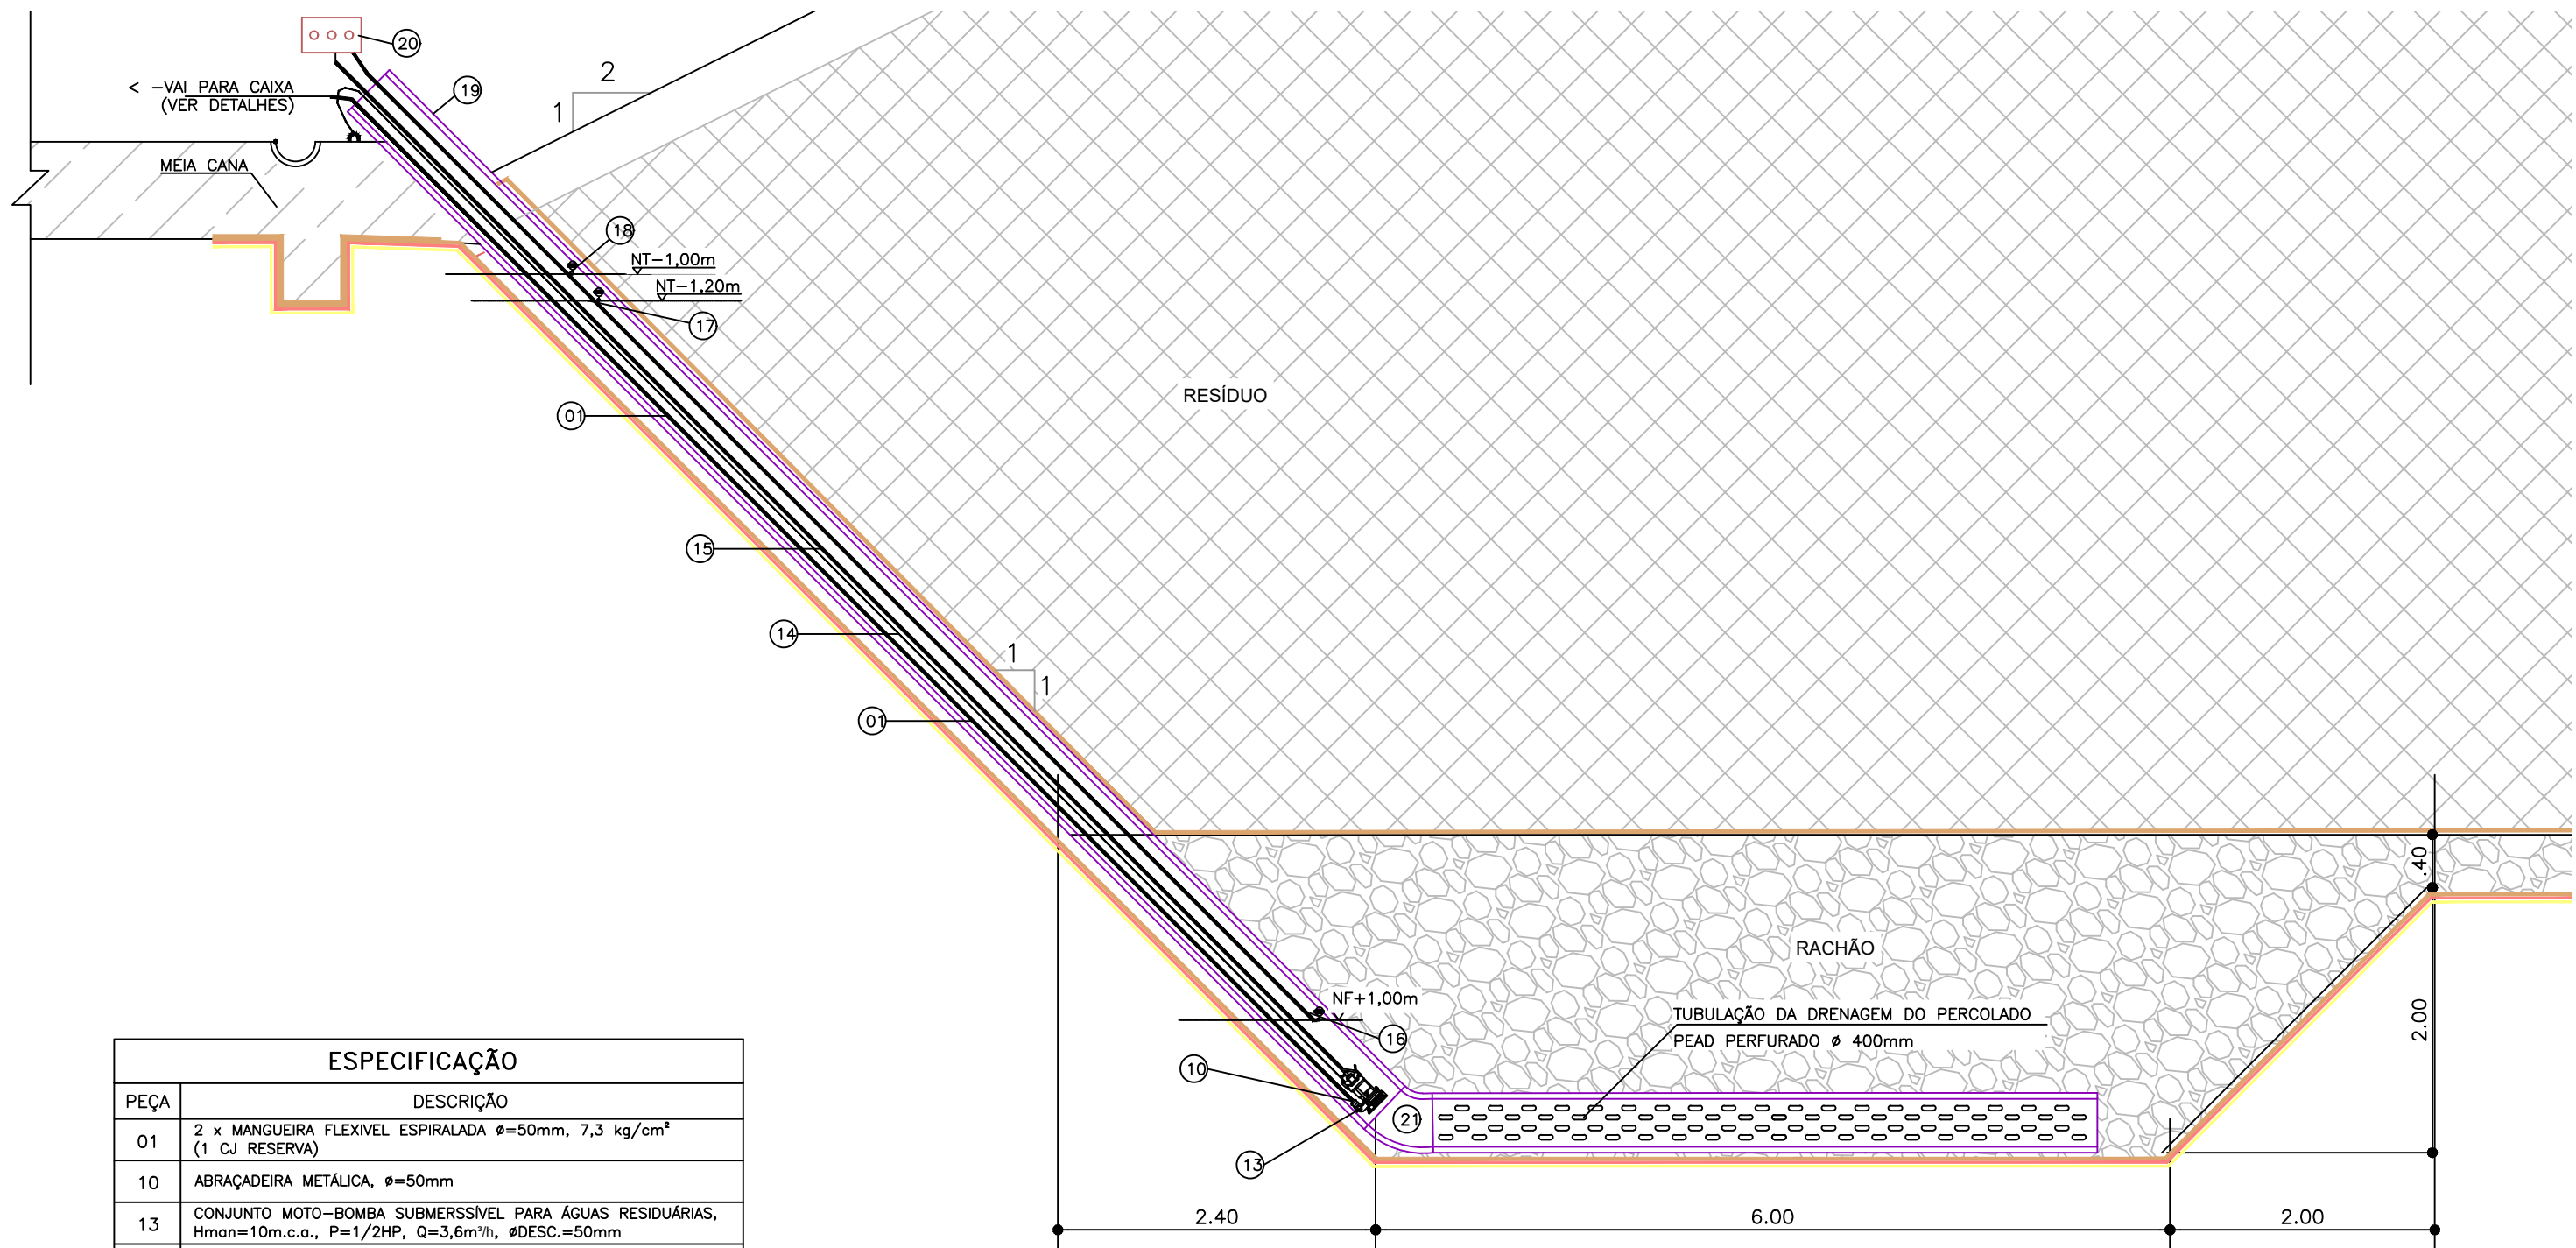 20
< -VAI PARA CAIXA
(VER DETALHES)
19
2
1
MEIA CANA
18
NT-1,00m
NT-1,20m
17
RESÍDUO
01
15
14
1
1
01
.40
RACHÃO
NF+1,00m
TUBULAÇÃO DA DRENAGEM DO PERCOLADO
PEAD PERFURADO ø 400mm
2.00
16
10
21
13
2.40
6.00
2.00
ESPECIFICAÇÃO
PEÇA DESCRIÇÃO
01 2 x MANGUEIRA FLEXIVEL ESPIRALADA ø=50mm, 7,3 kg/cm²
(1 CJ RESERVA)
10 ABRAÇADEIRA METÁLICA, ø=50mm
13 CONJUNTO MOTO-BOMBA SUBMERSSÍVEL PARA ÁGUAS RESIDUÁRIAS,
Hman=10m.c.a., P=1/2HP, Q=3,6m³/h, øDESC.=50mm